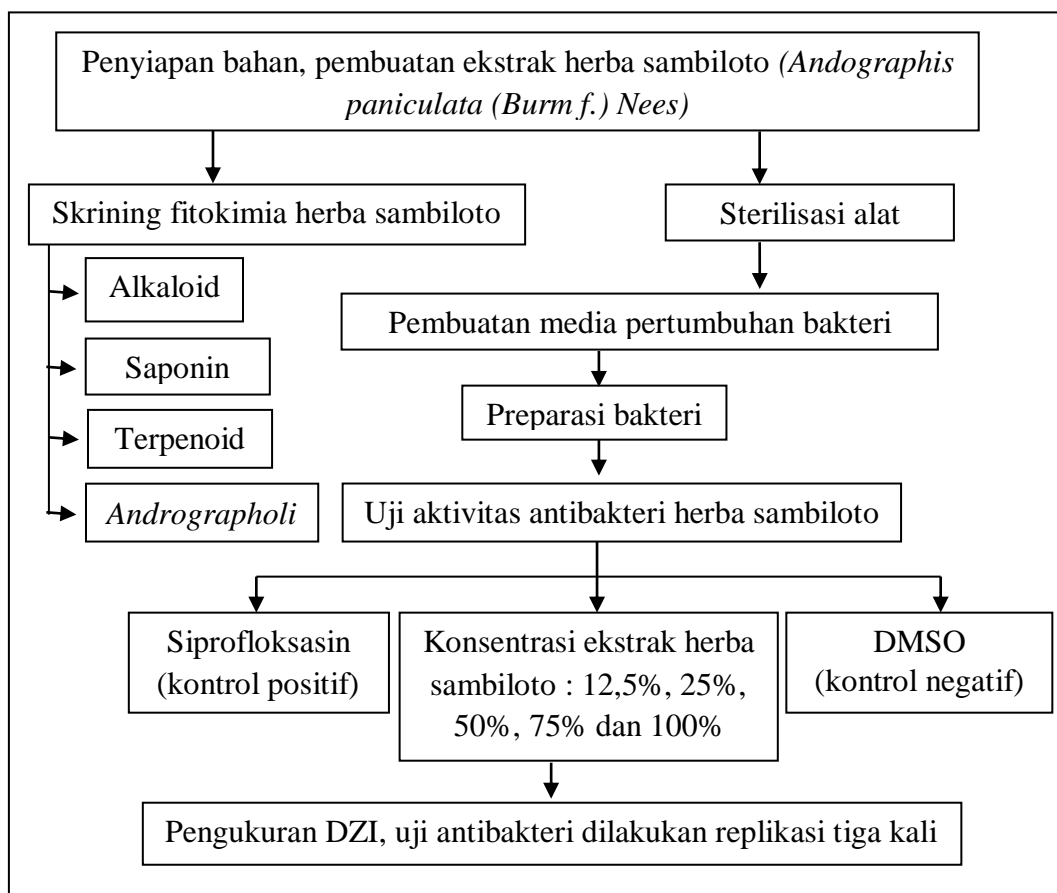 Penyiapan bahan, pembuatan ekstrak herba sambiloto (Andographis
paniculata (Burm f.) Nees)
Skrining fitokimia herba sambiloto
Sterilisasi alat
Alkaloid
Pembuatan media pertumbuhan bakteri
Saponin
Preparasi bakteri
Terpenoid
Andrographoli
Uji aktivitas antibakteri herba sambiloto
Siprofloksasin
(kontrol positif)
Konsentrasi ekstrak herba
sambiloto : 12,5%, 25%,
50%, 75% dan 100%
DMSO
(kontrol negatif)
Pengukuran DZI, uji antibakteri dilakukan replikasi tiga kali